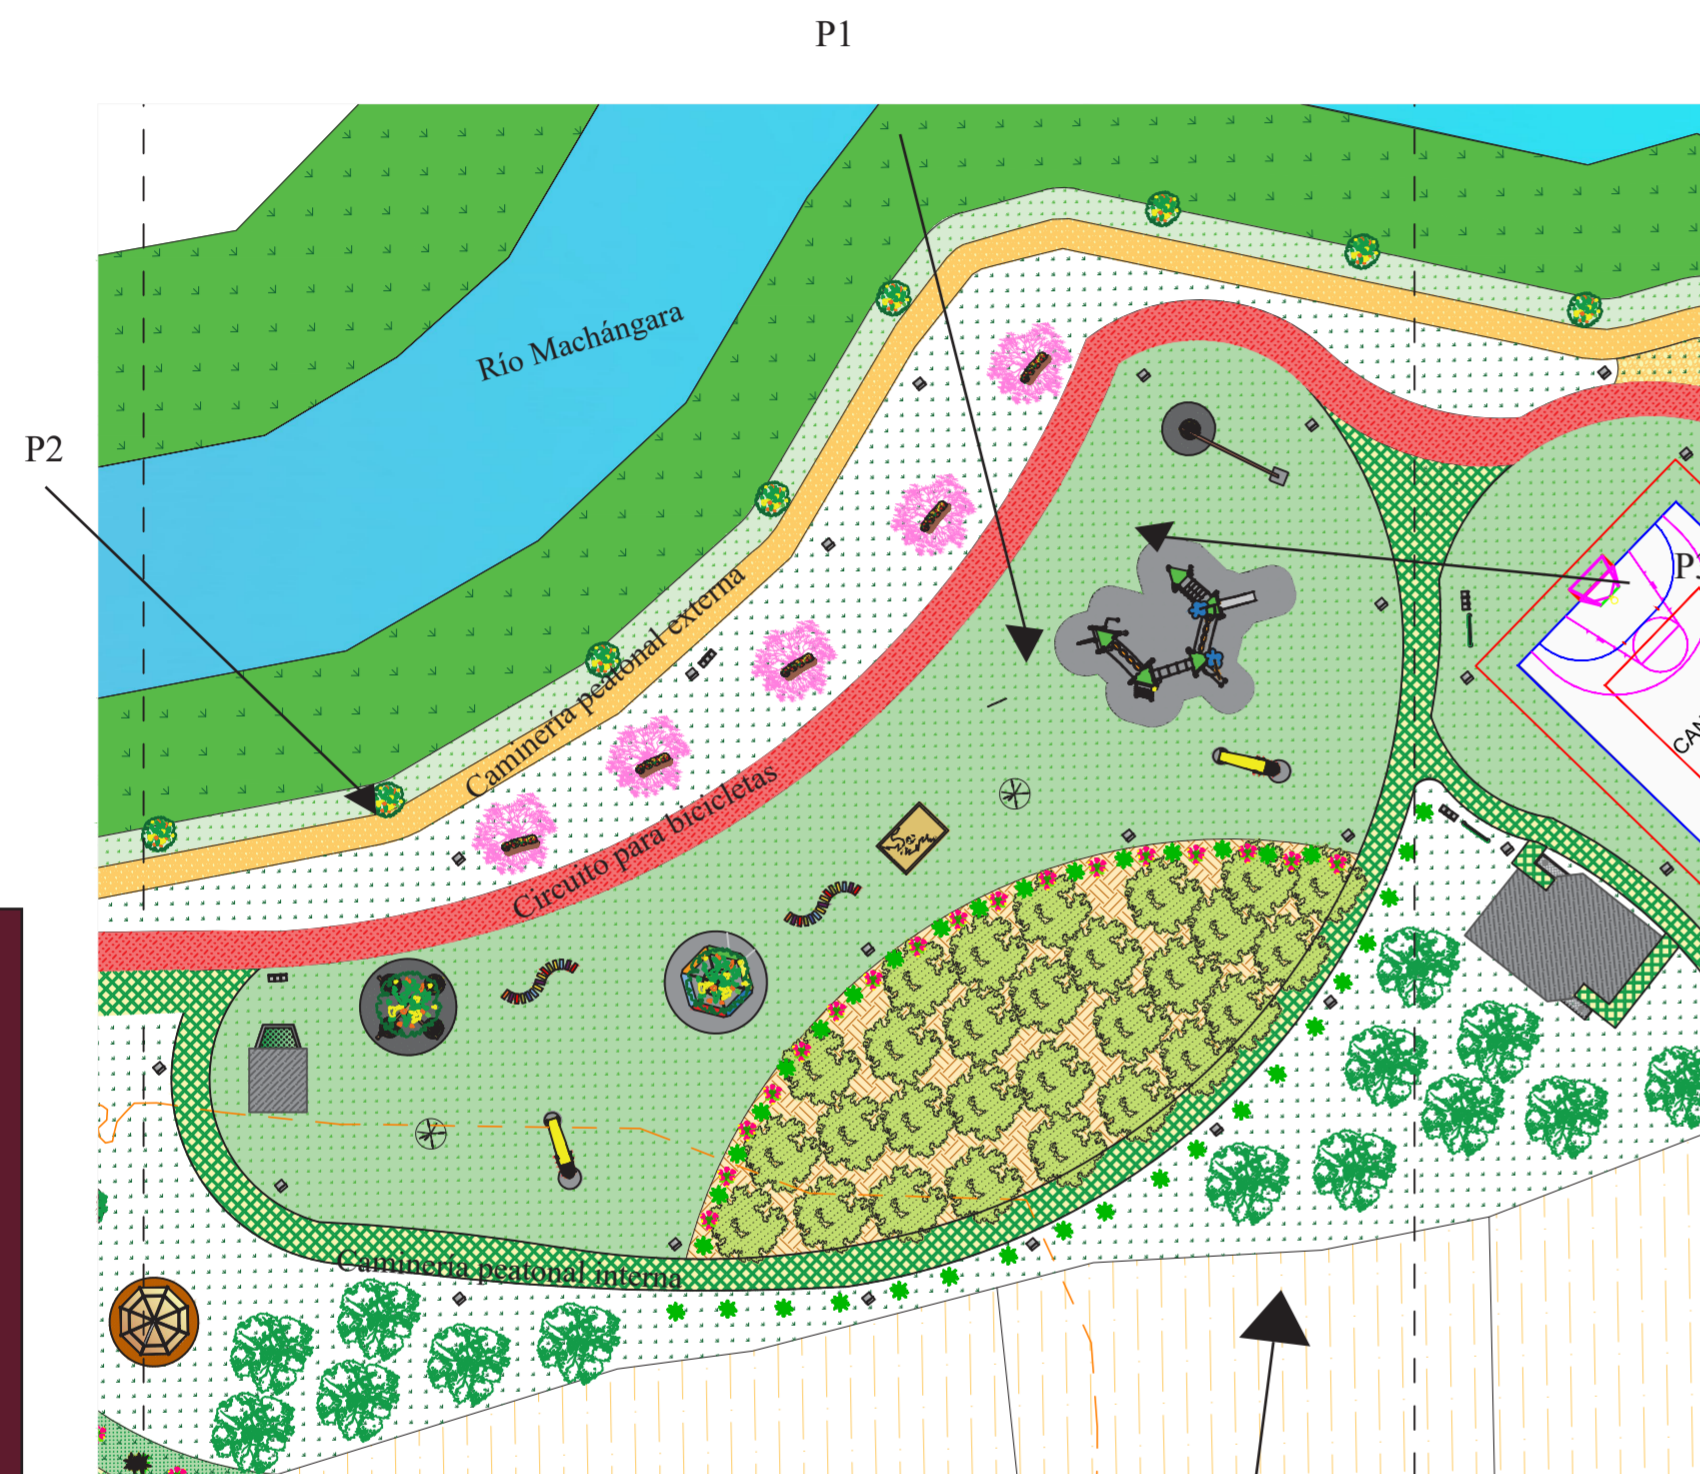 P1
Río Machángara
P2
Caminería peatonal externa
Circuito para bicicletas
Caminería peatonal interna